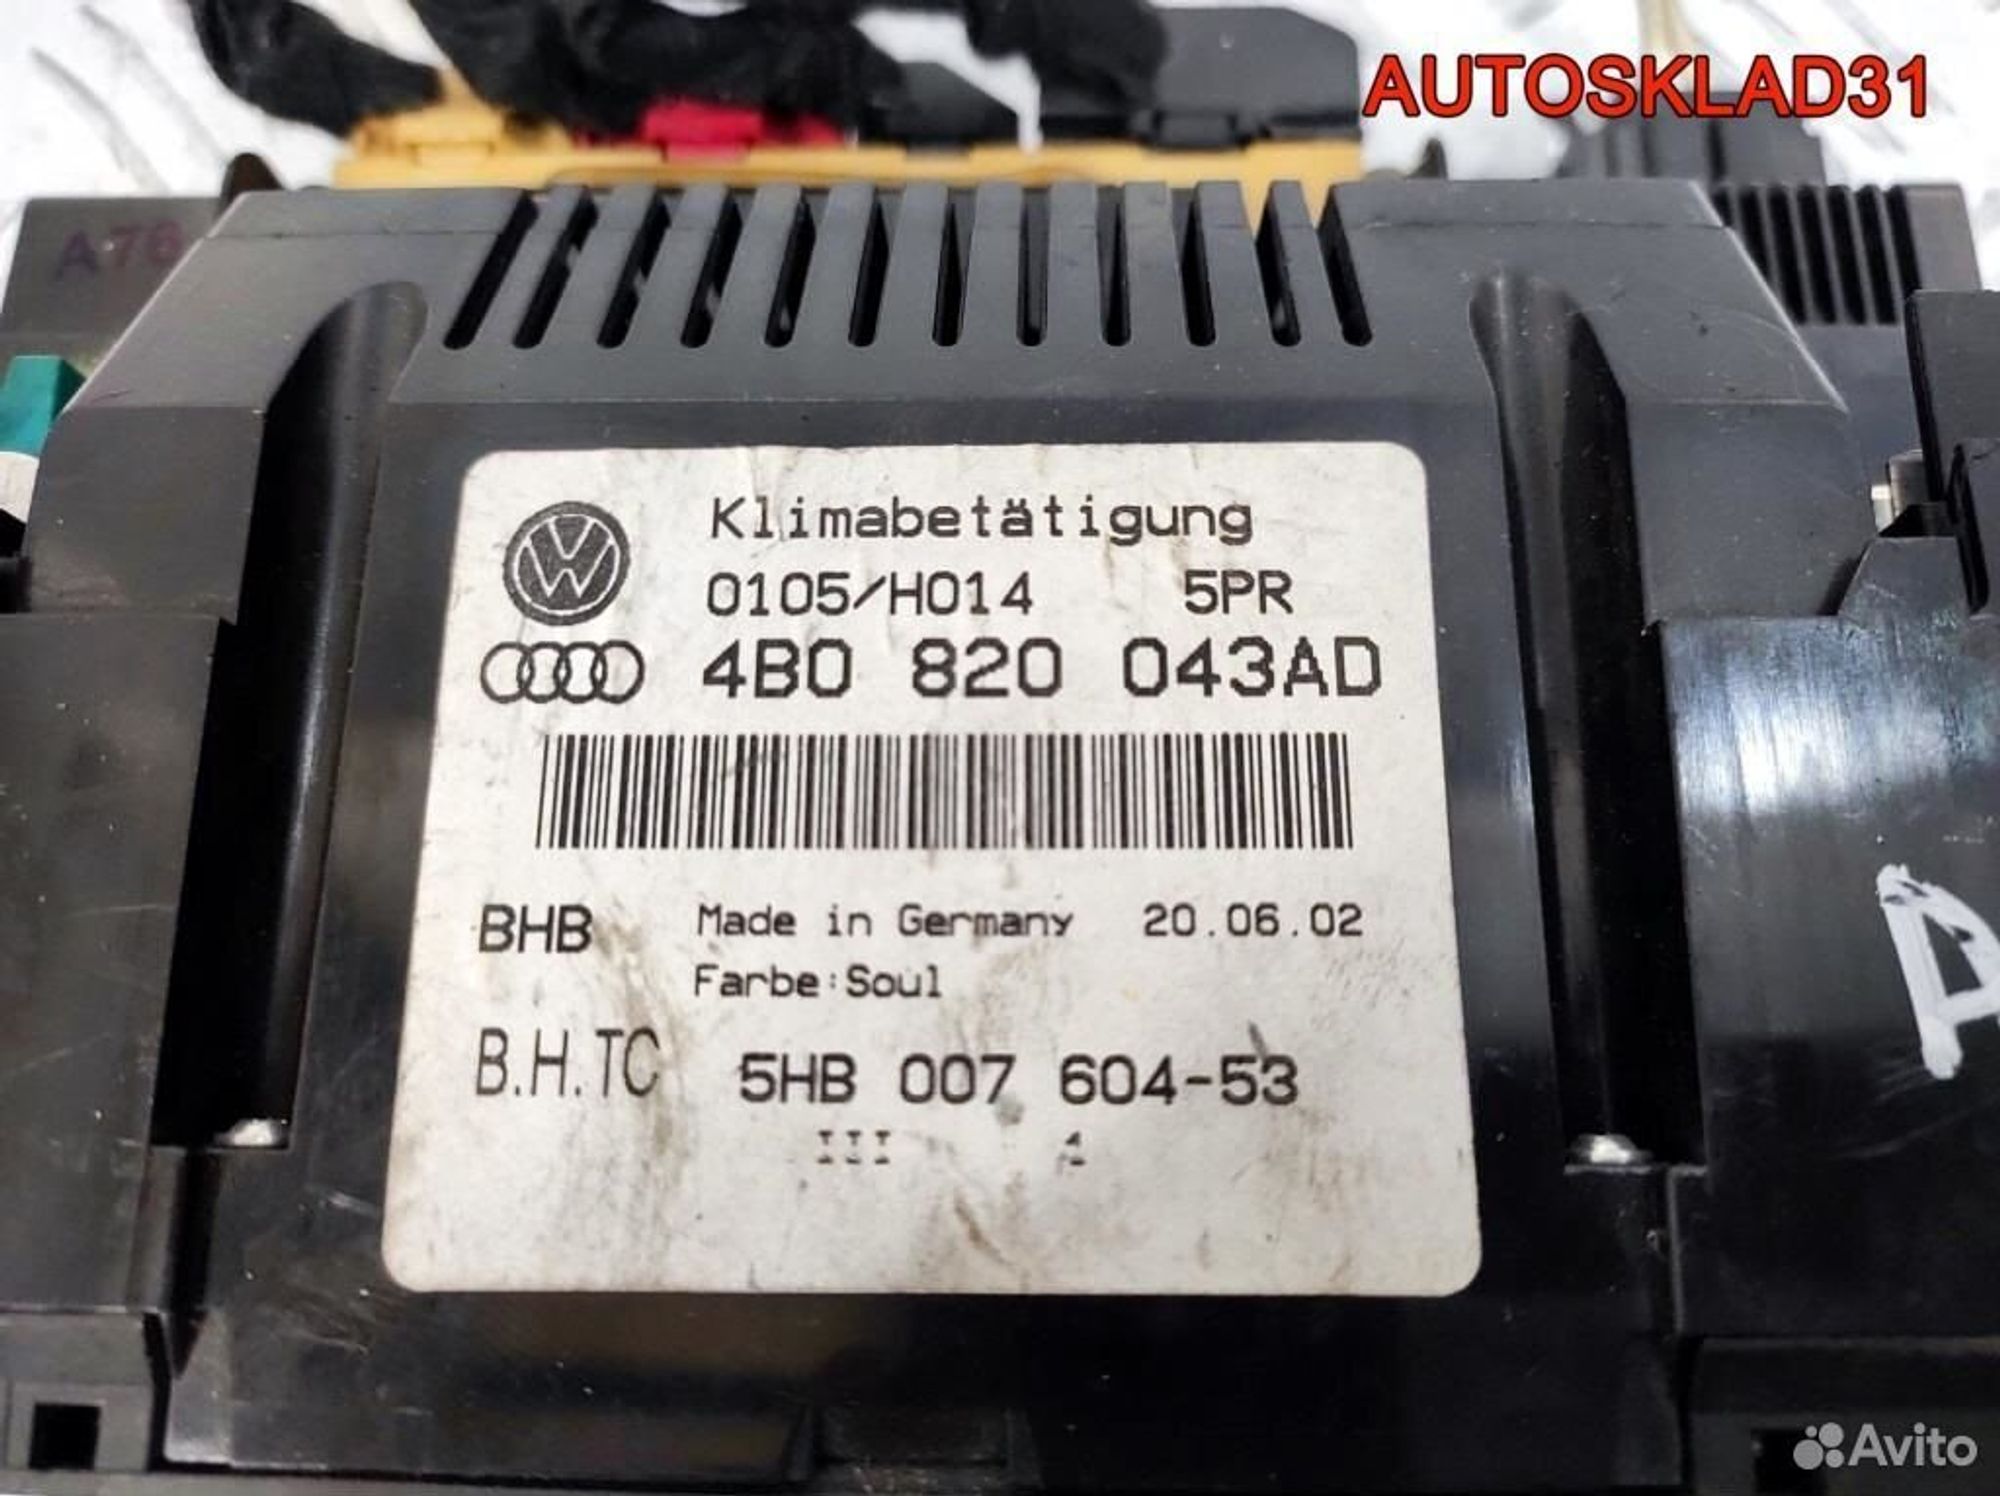 AUTOSKLAD31
A76
Klimabetätigung
0105/H014 5PR
4B0 820 043AD
BHB Made in Germany 20.06.02
Farbe:Soul
B.H.TC 5HB 007 604-53
Avito